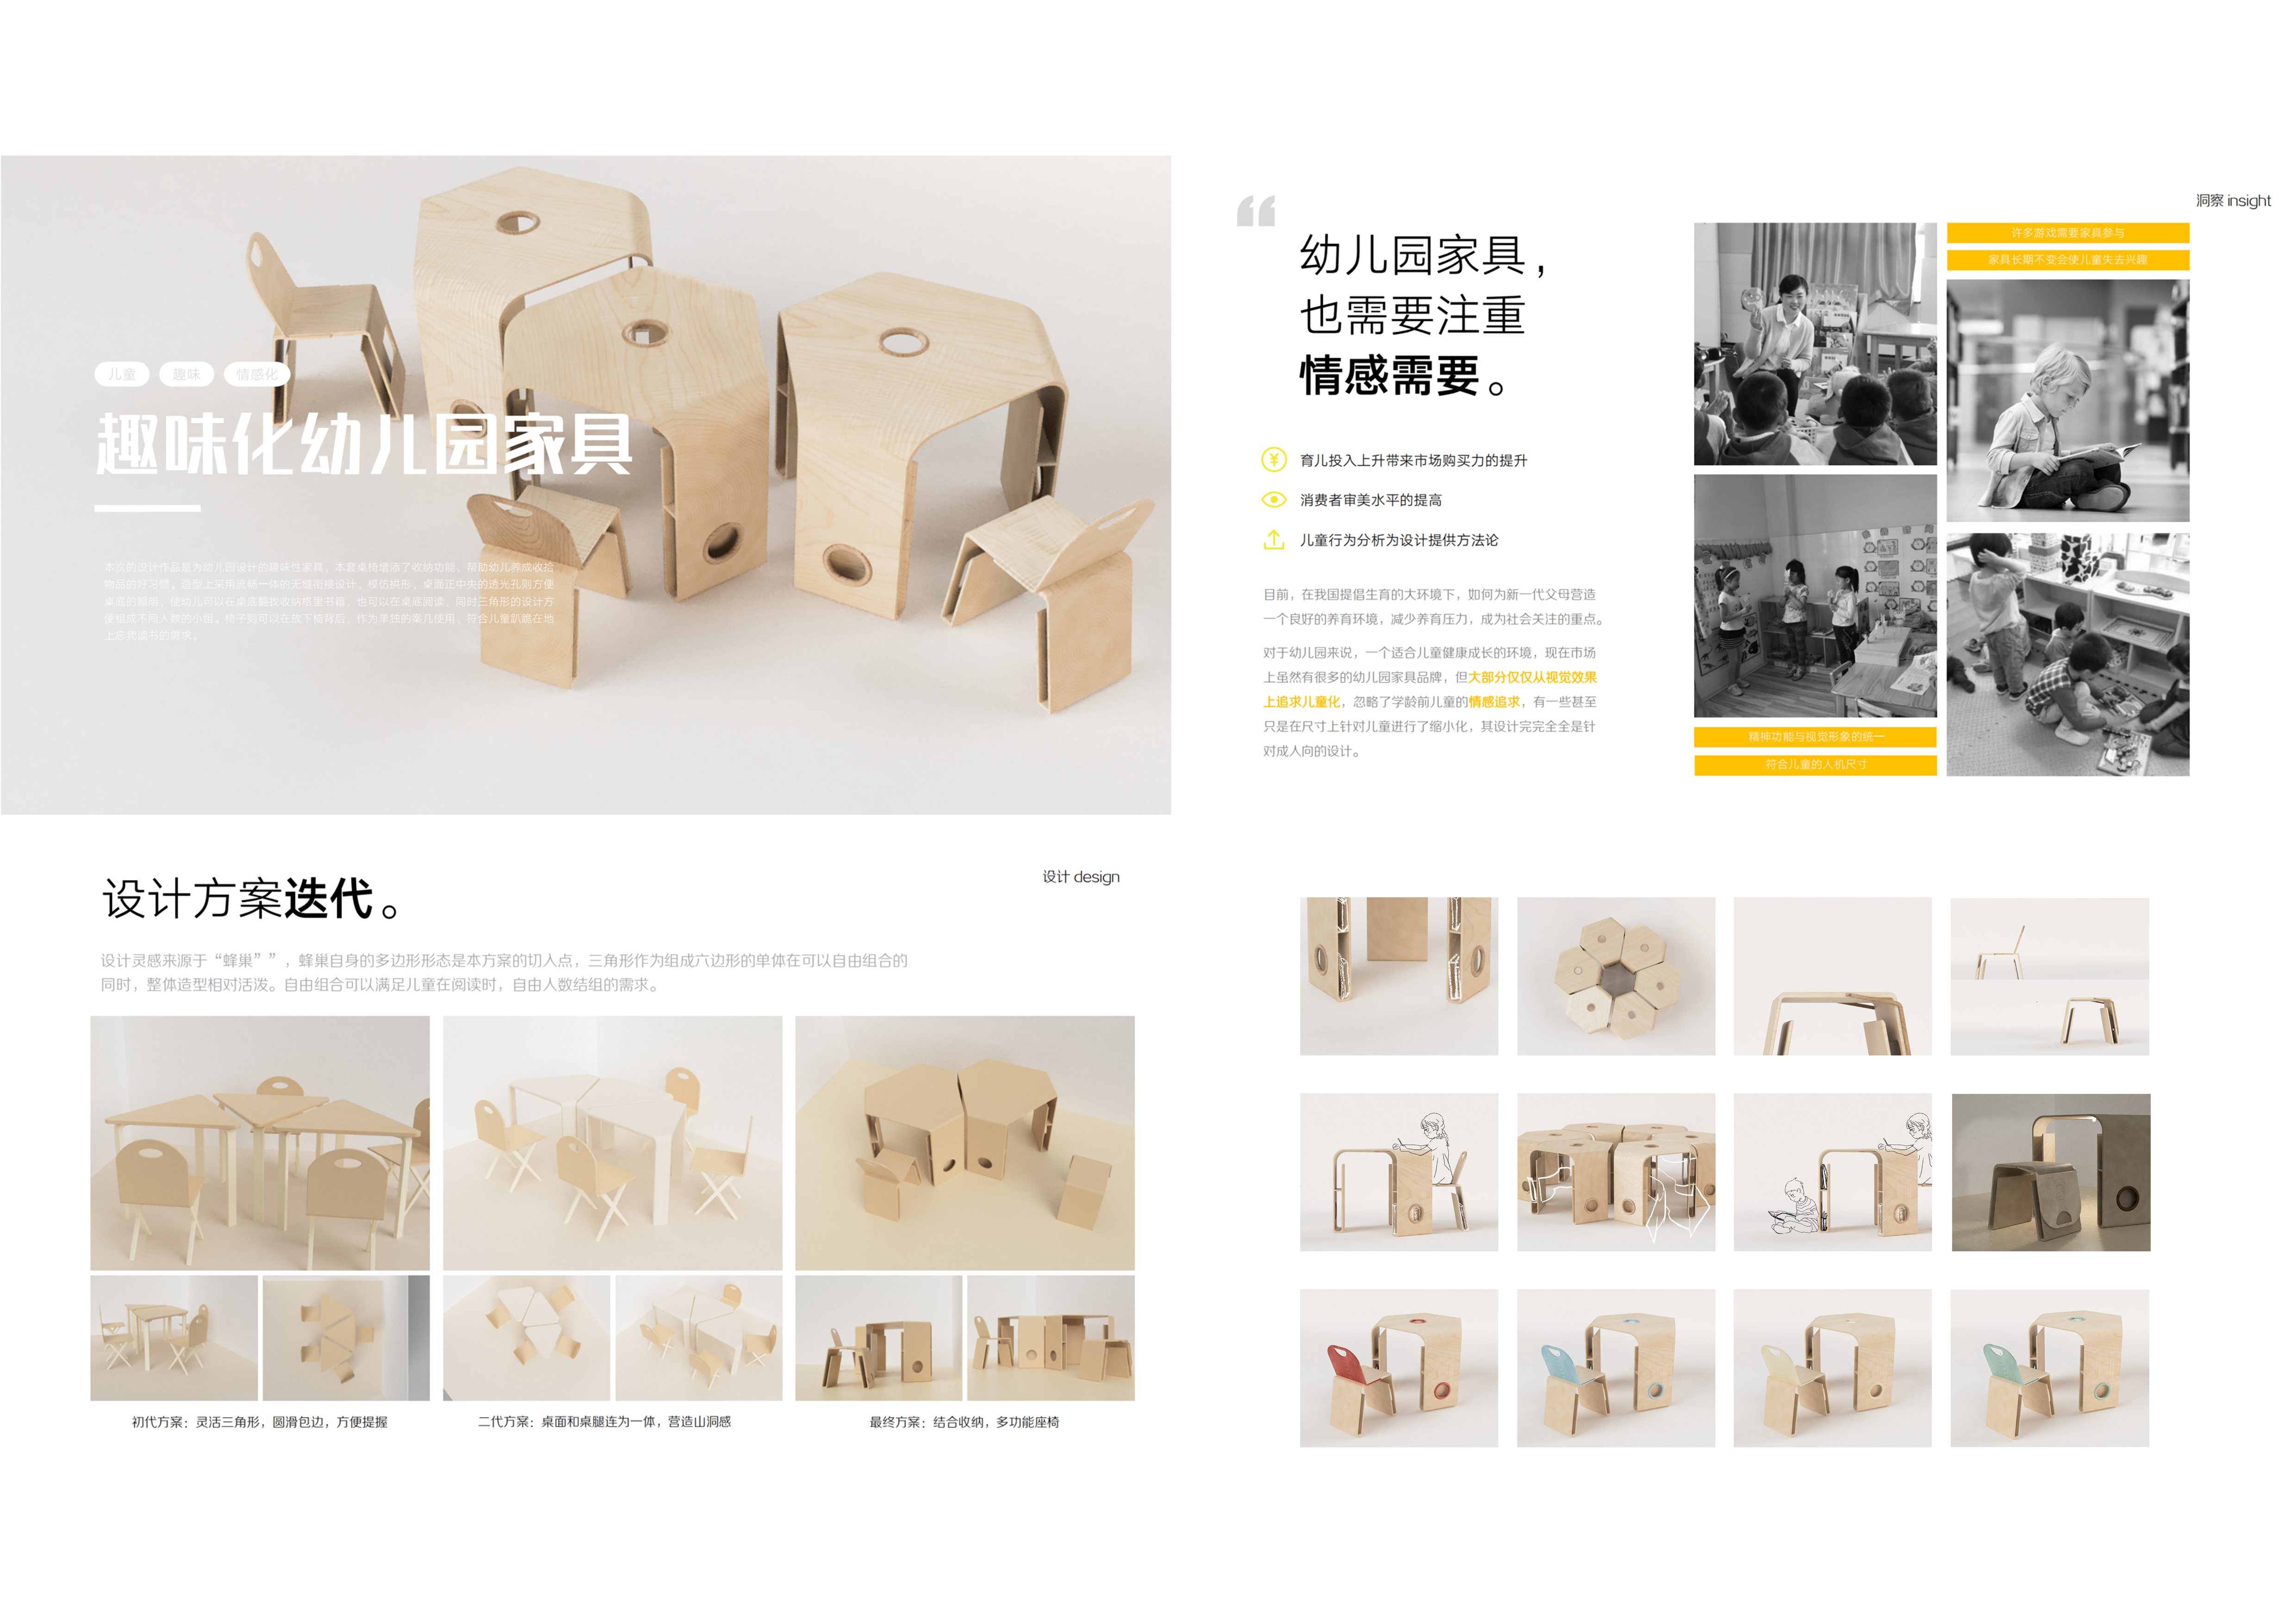 儿童 趣味 情感化
趣味化幼儿园家具
本次的设计作品是为幼儿园设计的趣味性家具，本套桌椅增添了收纳功能，帮助幼儿养成收拾
物品的好习惯。造型上采用面腿一体的无缝衔接设计，模仿拱形，桌面正中央的透光孔则方便
桌底的照明，使幼儿可以在桌底翻找收纳格里书籍，也可以在桌底阅读，同时三角形的设计方
便组成不同人数的小组。椅子则可以在放下椅背后，作为单独的案几使用，符合儿童趴跪在地
上忘我读书的需求。
洞察 insight
“
幼儿园家具，
也需要注重
情感需要。
育儿投入上升带来市场购买力的提升
消费者审美水平的提高
儿童行为分析为设计提供方法论
目前，在我国提倡生育的大环境下，如何为新一代父母营造
一个良好的养育环境，减少养育压力，成为社会关注的重点。
对于幼儿园来说，一个适合儿童健康成长的环境，现在市场
上虽然有很多的幼儿园家具品牌，但大部分仅仅从视觉效果
上追求儿童化，忽略了学龄前儿童的情感追求，有一些甚至
只是在尺寸上针对儿童进行了缩小化，其设计完完全全是针
对成人向的设计。
许多游戏需要家具参与
家具长期不变会使儿童失去兴趣
精神功能与视觉形象的统一
符合儿童的人机尺寸
设计 design
设计方案迭代。
设计灵感来源于“蜂巢””，蜂巢自身的多边形形态是本方案的切入点，三角形作为组成六边形的单体在可以自由组合的
同时，整体造型相对活泼。自由组合可以满足儿童在阅读时，自由人数结组的需求。
初代方案：灵活三角形，圆滑包边，方便提握
二代方案：桌面和桌腿连为一体，营造山洞感
最终方案：结合收纳，多功能座椅